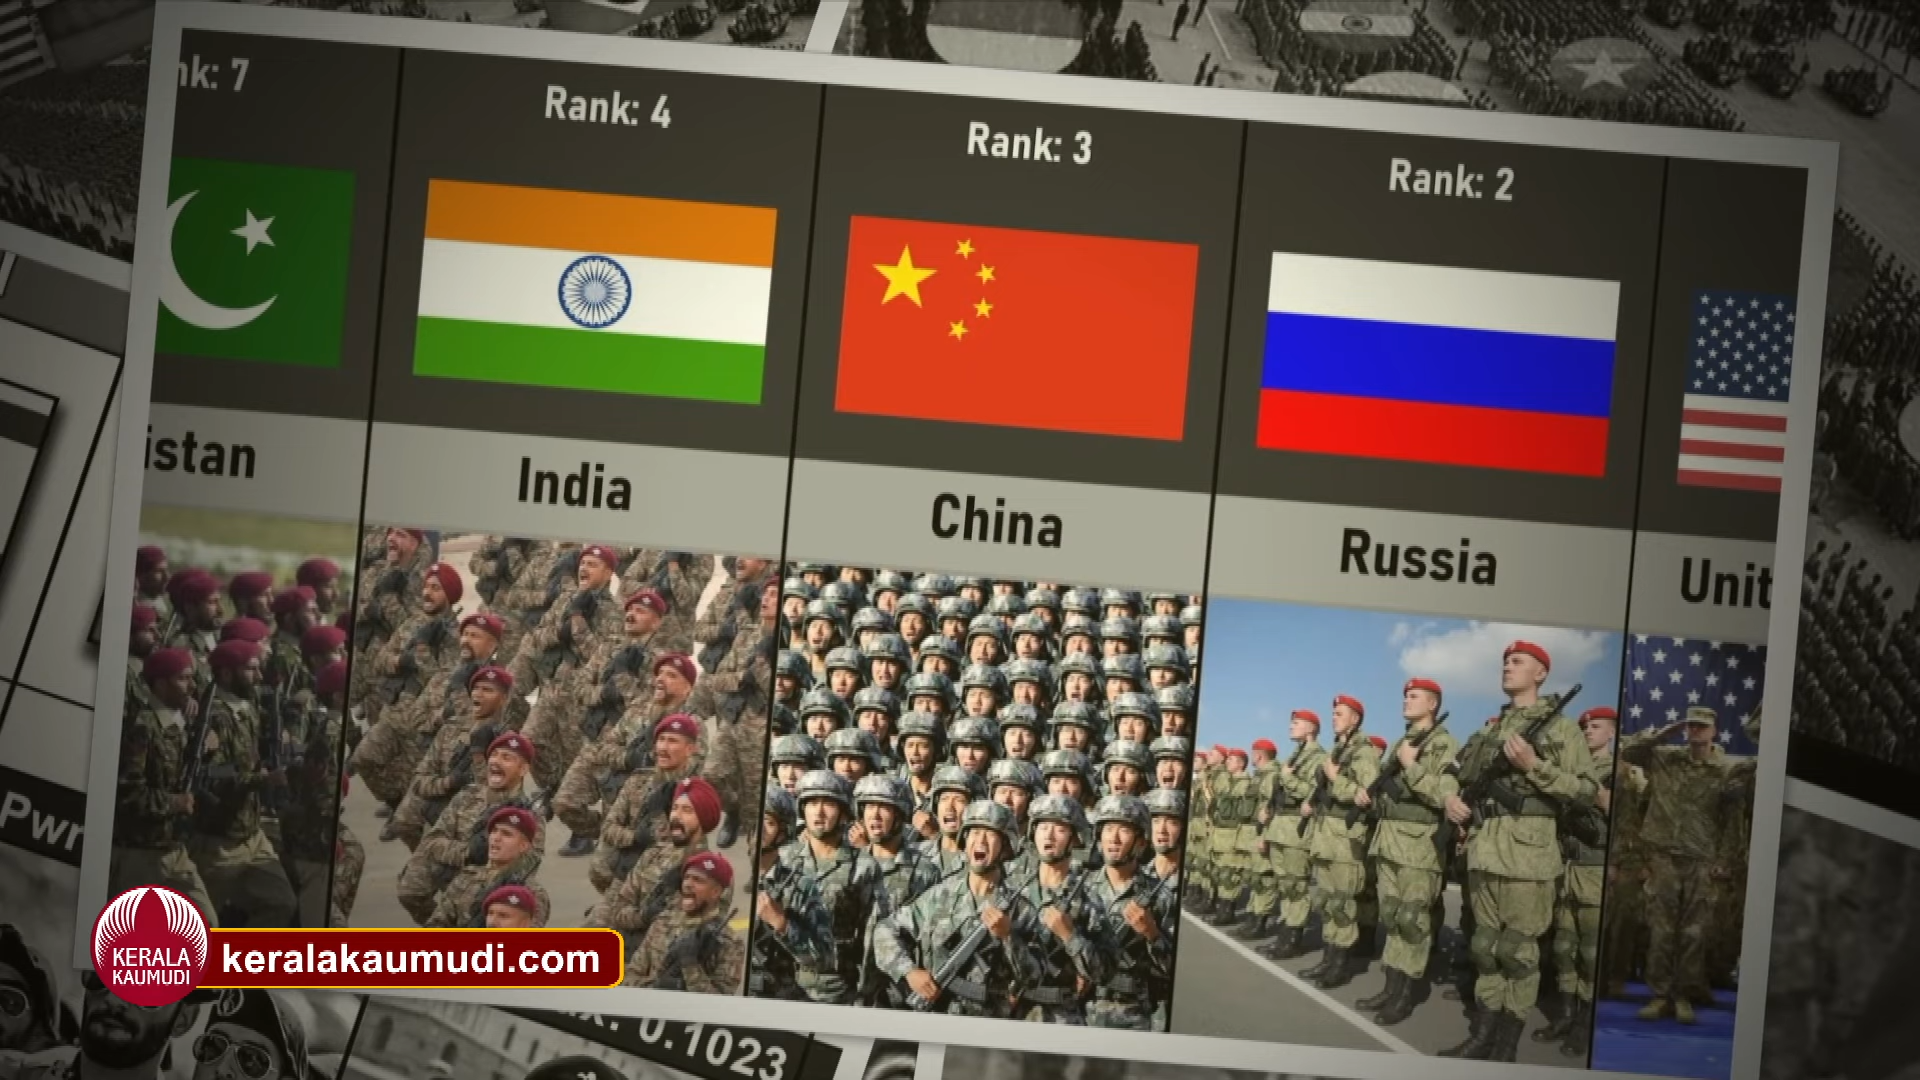 nk: 7
Rank: 4
Rank: 3
Rank: 2
istan
India
China
Russia
Unit
Pwr
KERALA
KAUMUDI
keralakaumudi.com
0.1023